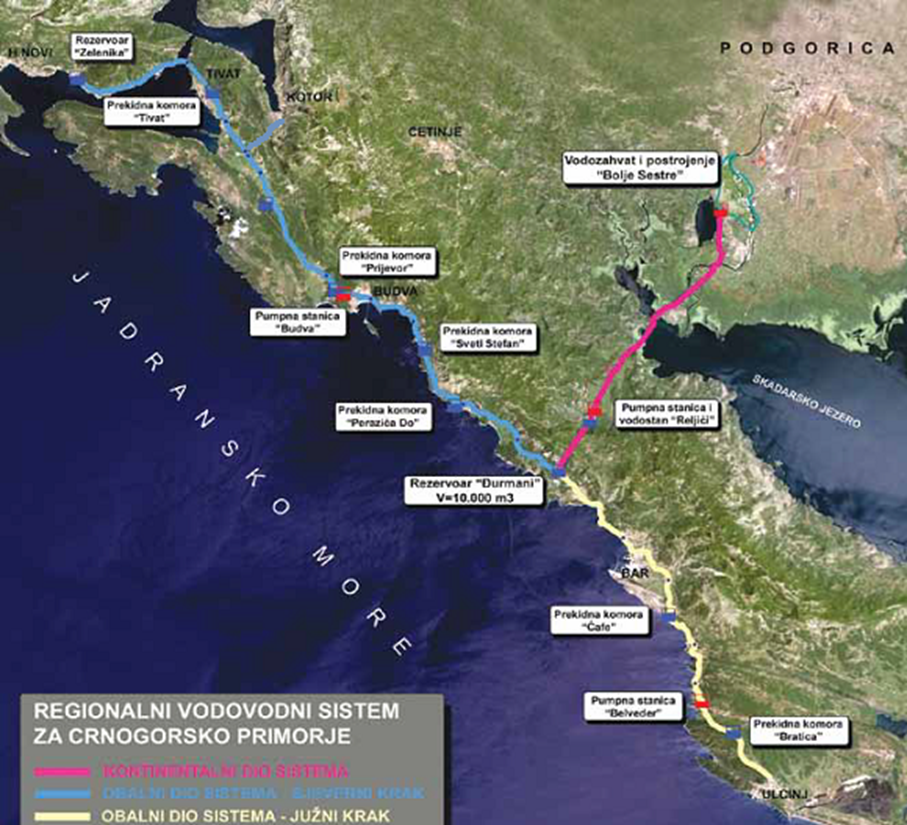 H NOVI
Rezervoar
"Zelenika"
TIVAT
Prekidna komora
"Tivat"
KOTOR
CETINJE
PODGORICA
Vodozahvat i postrojenje
"Bolje Sestre"
Prekidna komora
"Prijevor"
BUDVA
Pumpna stanica
"Budva"
Prekidna komora
"Sveti Stefan"
Prekidna komora
"Perazića Do"
Pumpna stanica i
vodostan "Reljići"
SKADARSKO JEZERO
Rezervoar "Đurmani"
V=10.000 m3
JADRANSKO MORE
BAR
Prekidna komora
"Ćafe"
Pumpna stanica
"Belveder"
Prekidna komora
"Bratica"
ULCINJ
REGIONALNI VODOVODNI SISTEM
ZA CRNOGORSKO PRIMORJE
KONTINENTALNI DIO SISTEMA
OBALNI DIO SISTEMA - SJEVERNI KRAK
OBALNI DIO SISTEMA - JUŽNI KRAK